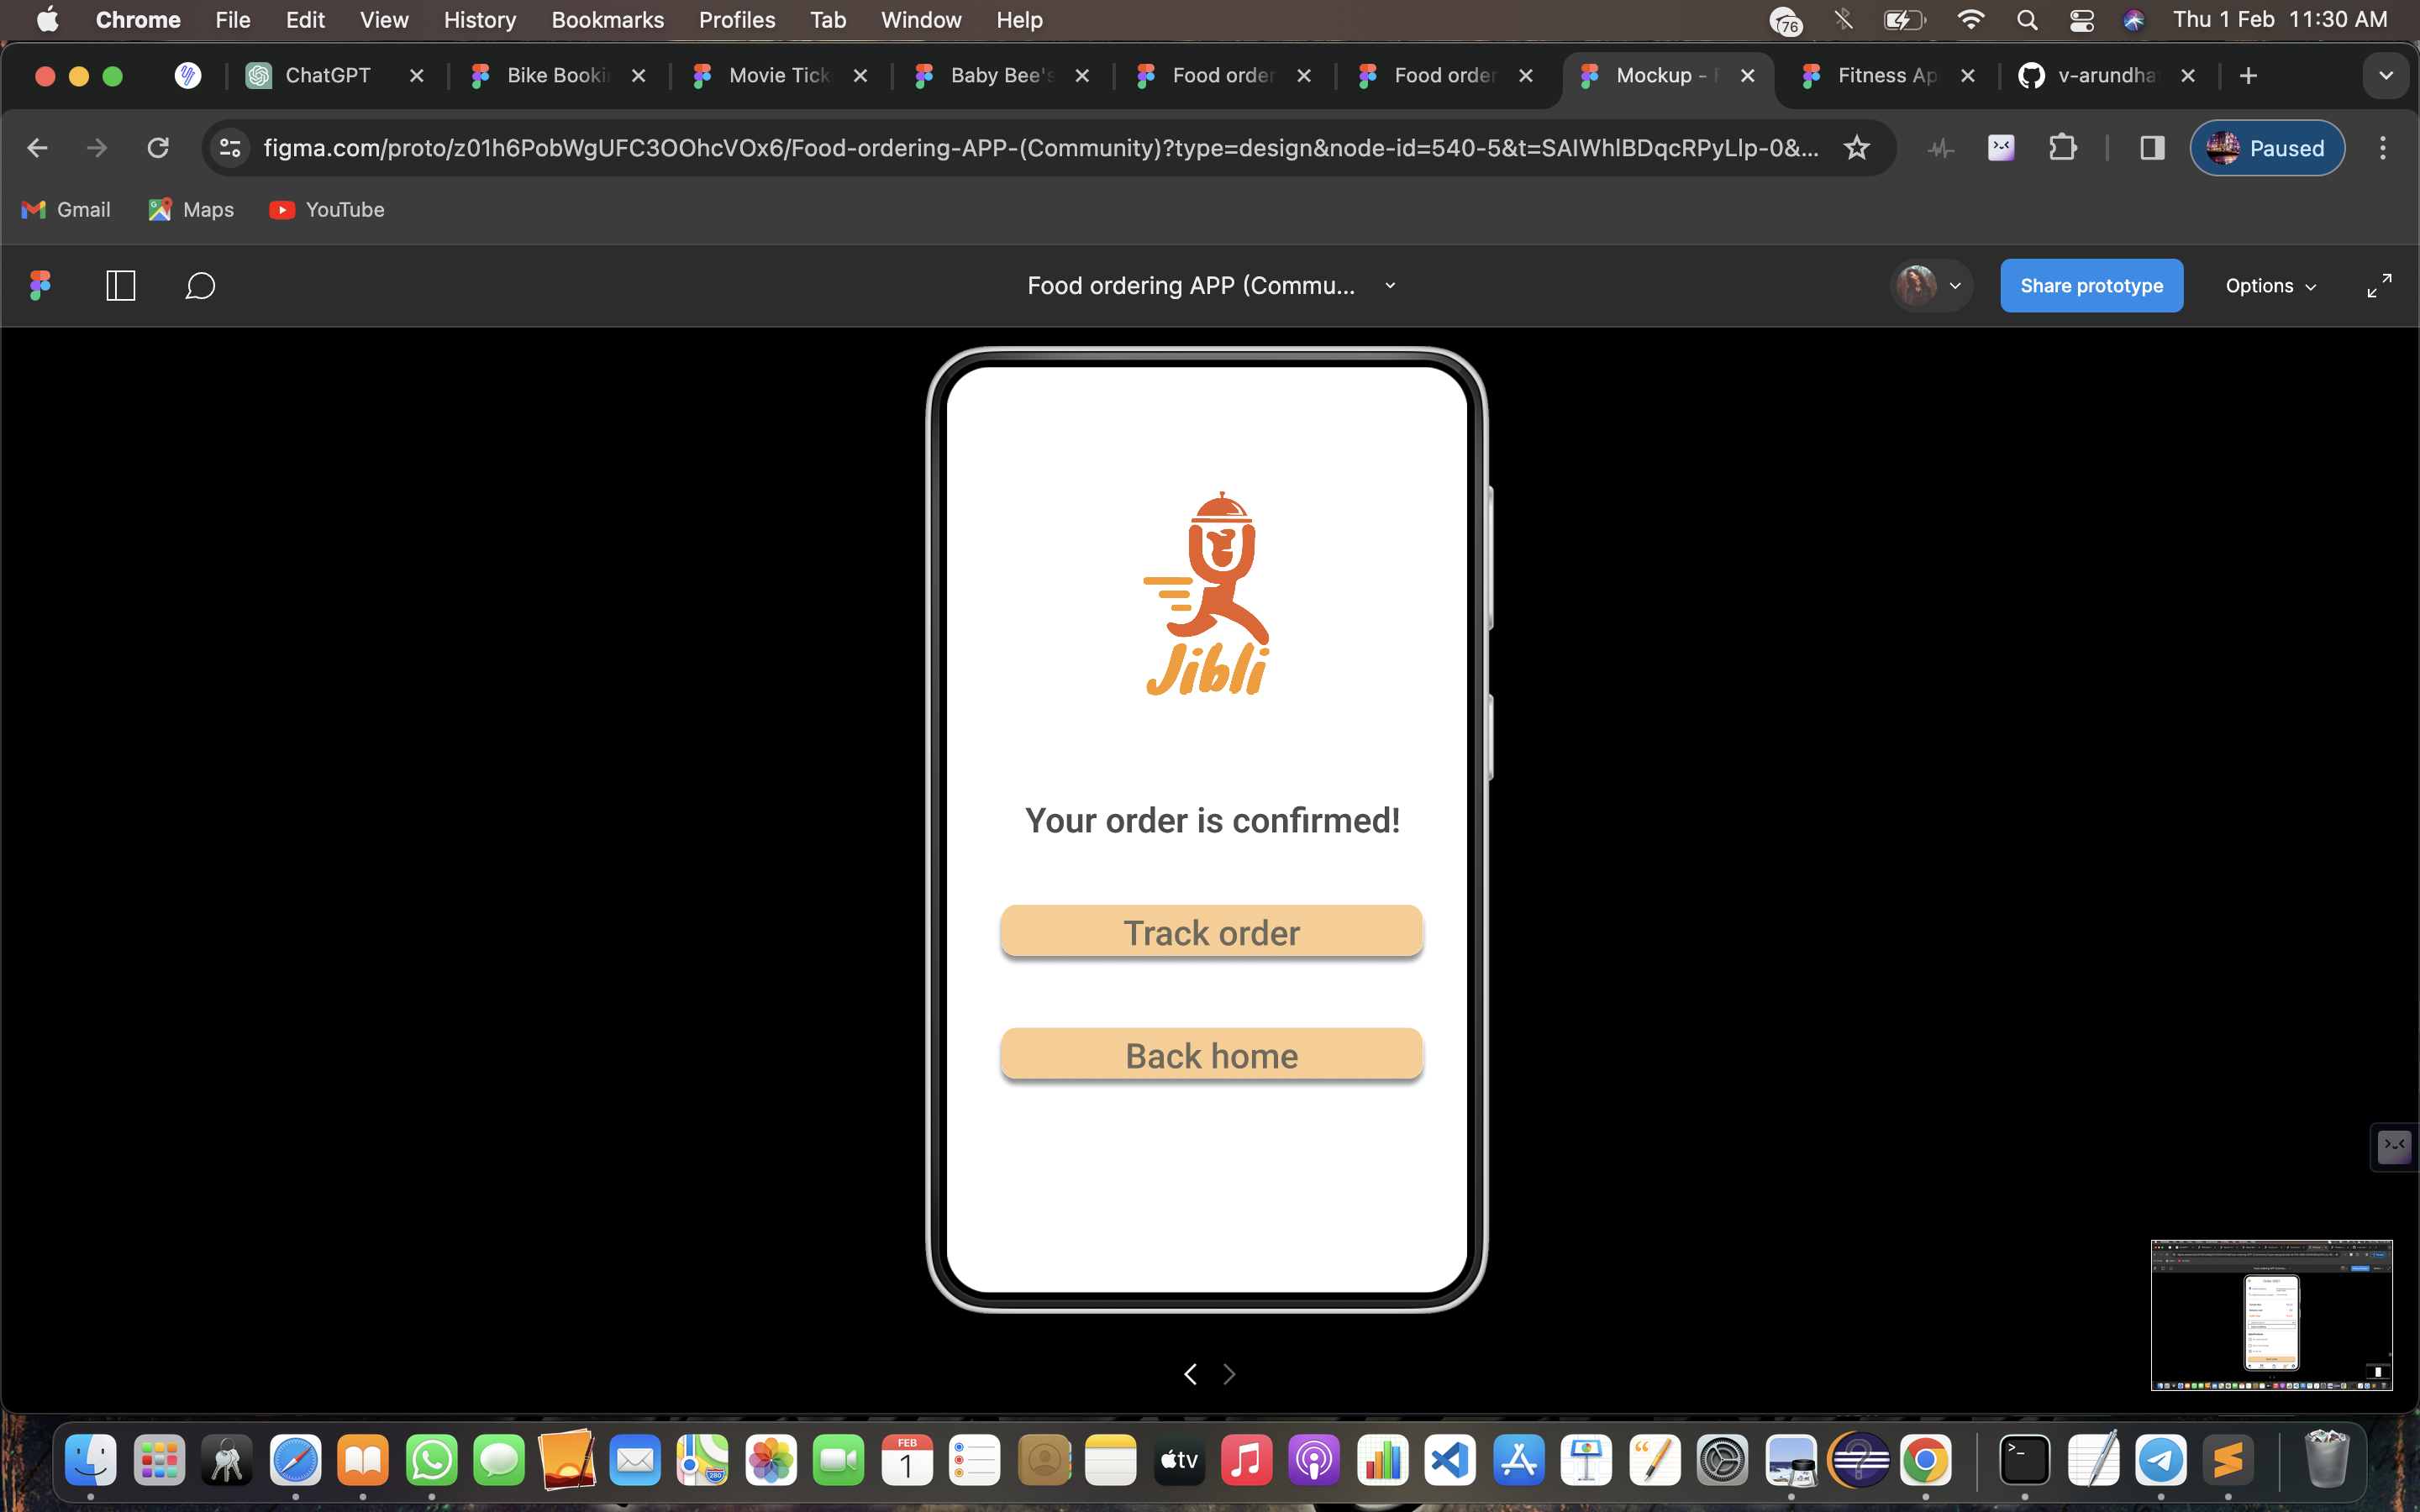 Chrome File Edit View History Bookmarks Profiles Tab Window Help 76 Thu 1 Feb 11:30 AM
ChatGPT Bike Booki Movie Tick Baby Bee's Food order Food order Mockup - Fitness Ap v-arundha
figma.com/proto/z01h6PobWgUFC3OOhcVOx6/Food-ordering-APP-(Community)?type=design&node-id=540-5&t=SAIWhlBDqcRPyLlp-0&... Paused
Gmail Maps YouTube
Food ordering APP (Commu... Share prototype Options
Jibli
Your order is confirmed!
Track order
Back home
FEB
1
tv
280